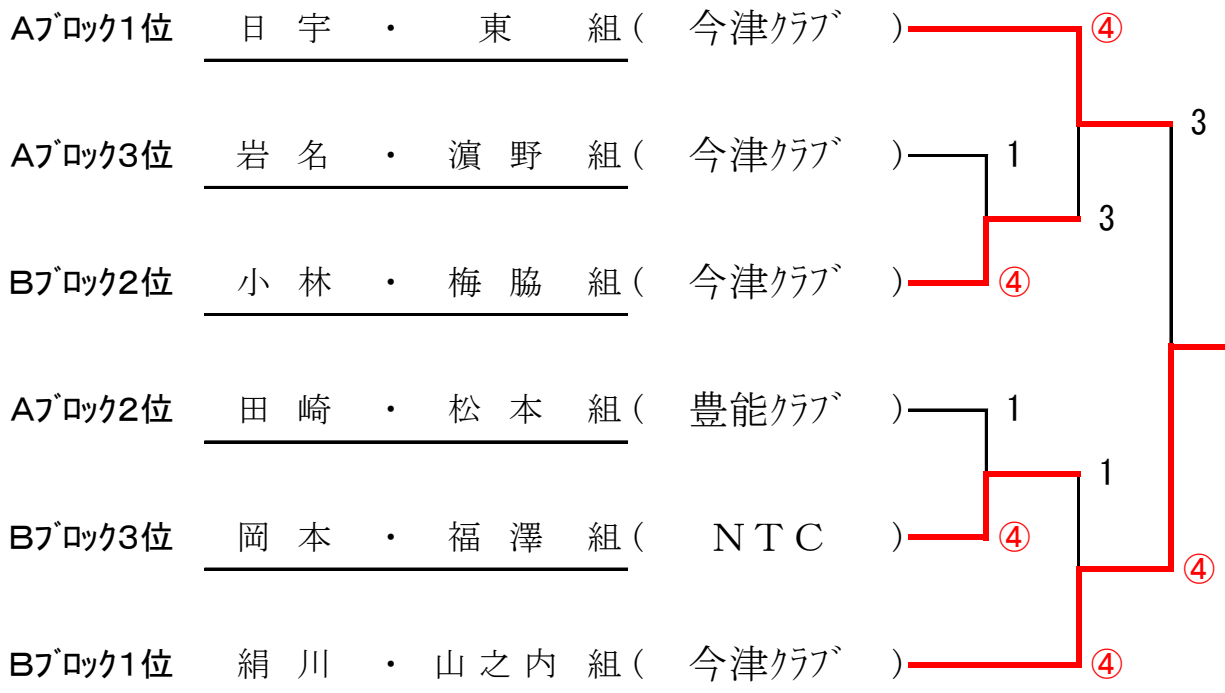 Aﾌﾞﾛｯｸ1位 日宇・東 組( 今津ｸﾗﾌﾞ ) ④
3
Aﾌﾞﾛｯｸ3位 岩名・濵野 組( 今津ｸﾗﾌﾞ ) 1
3
Bﾌﾞﾛｯｸ2位 小林・梅脇 組( 今津ｸﾗﾌﾞ ) ④
Aﾌﾞﾛｯｸ2位 田崎・松本 組( 豊能ｸﾗﾌﾞ ) 1
1
Bﾌﾞﾛｯｸ3位 岡本・福澤 組( NTC ) ④
④
Bﾌﾞﾛｯｸ1位 絹川・山之内 組( 今津ｸﾗﾌﾞ ) ④